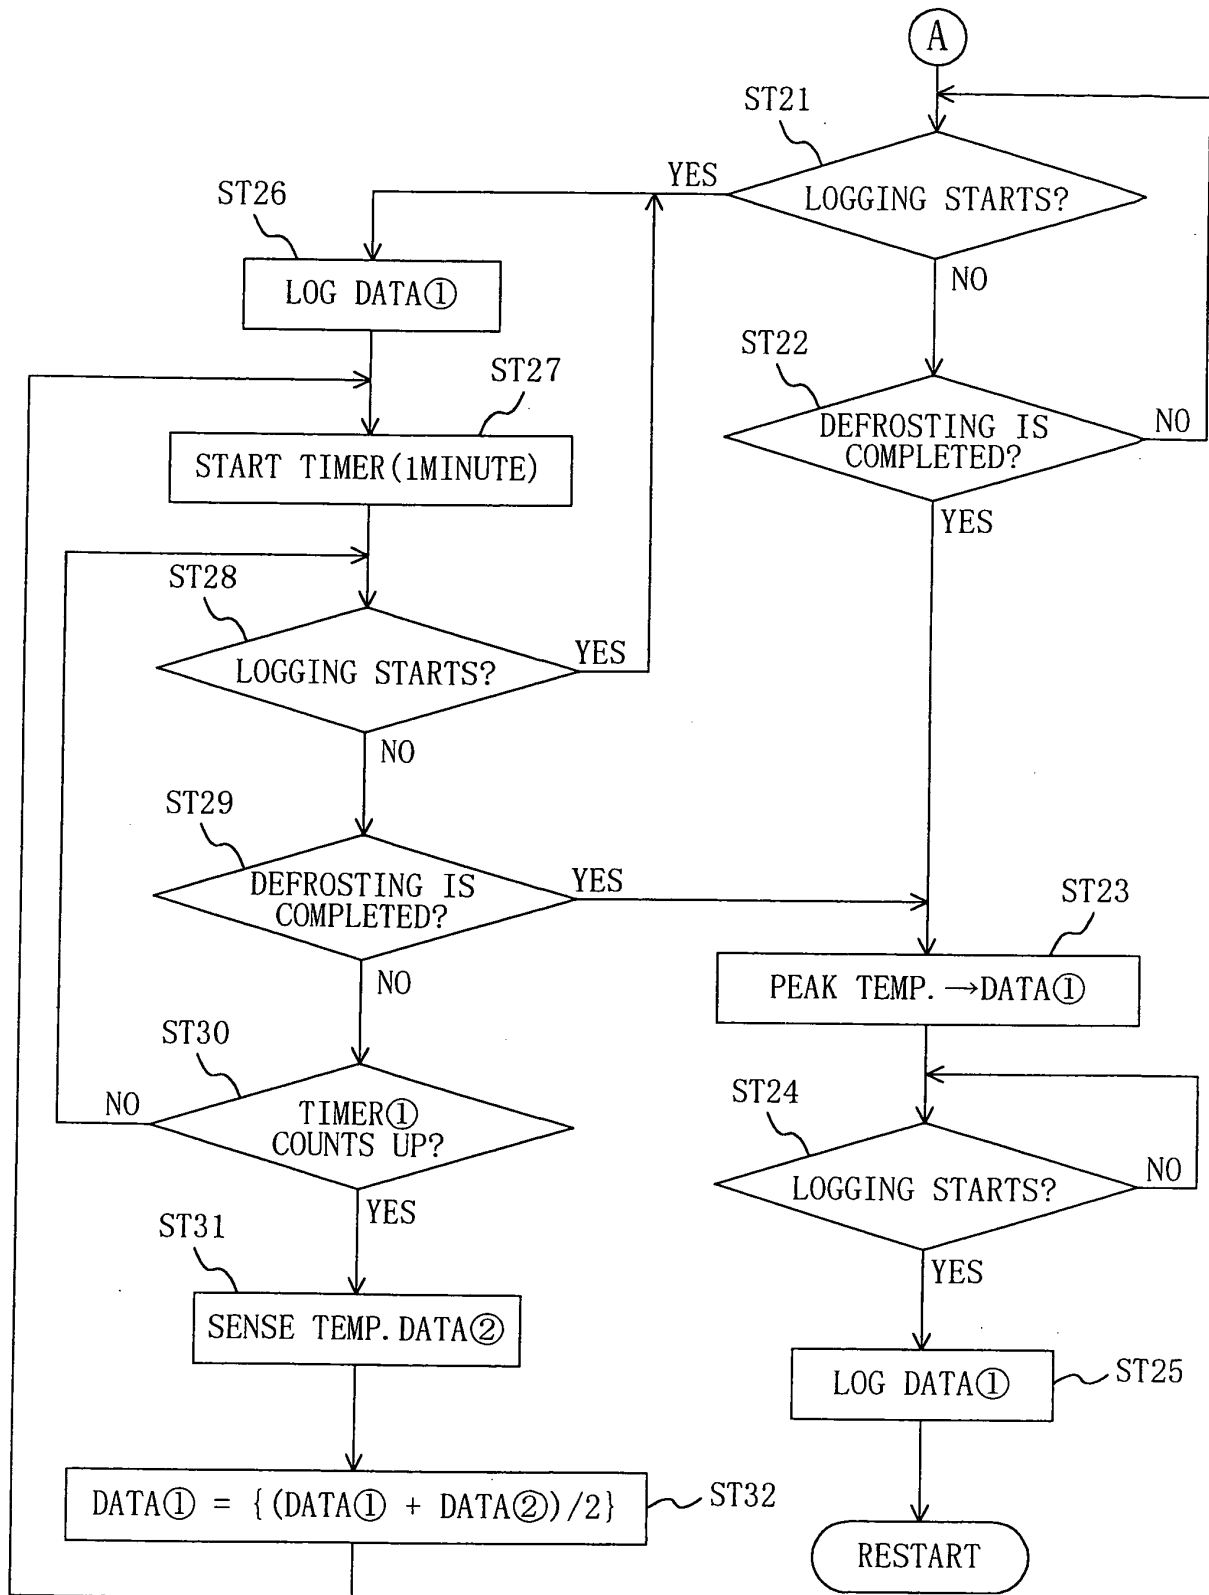 A
ST21
LOGGING STARTS?
YES
NO
ST26
LOG DATA①
ST22
DEFROSTING IS
COMPLETED?
NO
YES
ST27
START TIMER(1MINUTE)
ST28
LOGGING STARTS?
YES
NO
ST29
DEFROSTING IS
COMPLETED?
YES
NO
ST23
PEAK TEMP.→DATA①
ST30
TIMER①
COUNTS UP?
NO
YES
ST24
LOGGING STARTS?
NO
YES
ST31
SENSE TEMP.DATA②
LOG DATA①
ST25
DATA① = {(DATA① + DATA②)/2}
ST32
RESTART